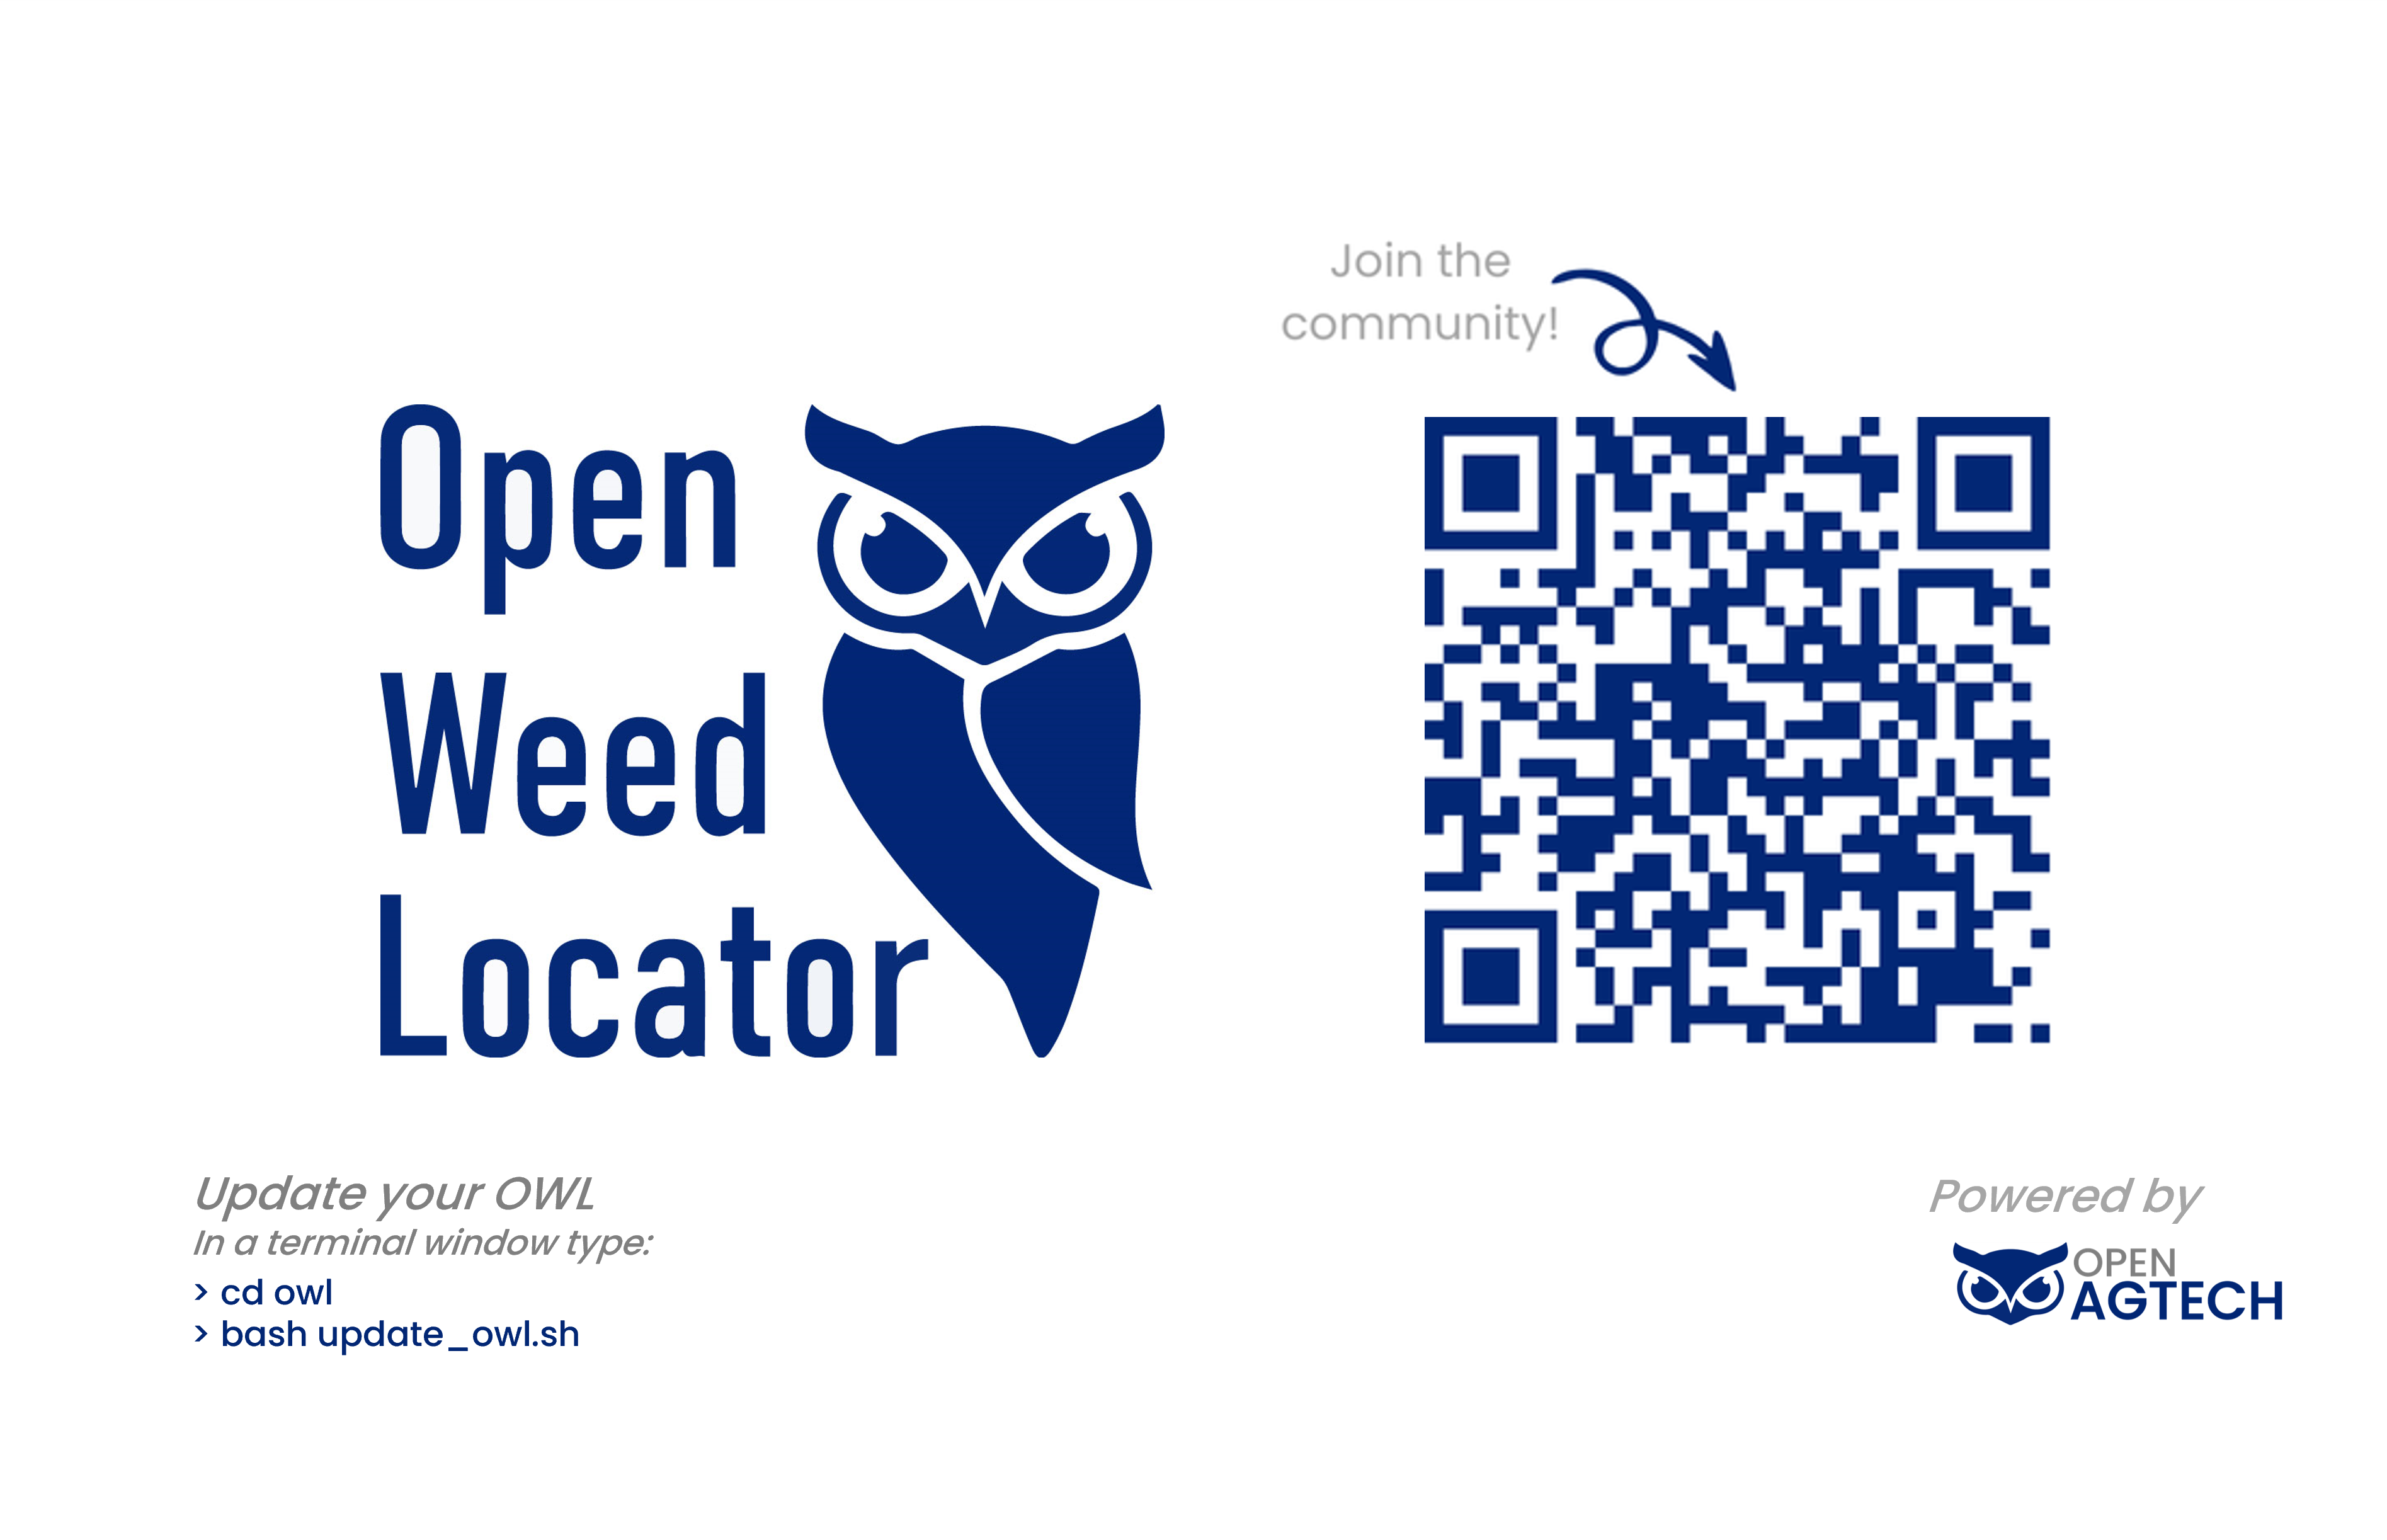 Join the
community!
Open
Weed
Locator
Update your OWL
In a terminal window type:
> cd owl
> bash update_owl.sh
Powered by
OPEN
AGTECH